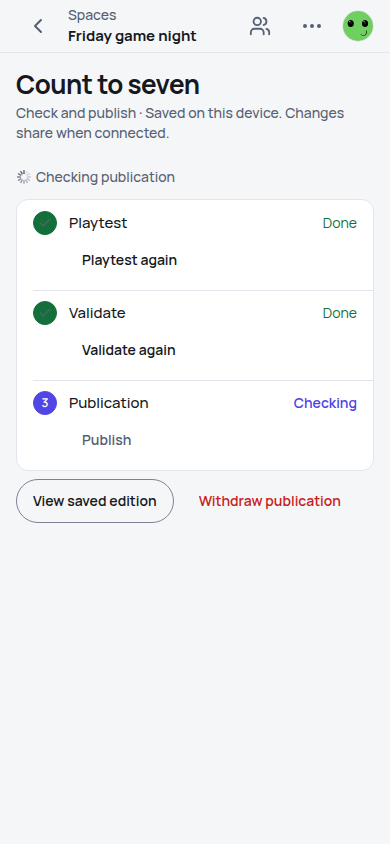 Spaces
Friday game night
Count to seven
Check and publish · Saved on this device. Changes
share when connected.
Checking publication
Playtest
Done
Playtest again
Validate
Done
Validate again
3
Publication
Checking
Publish
View saved edition
Withdraw publication